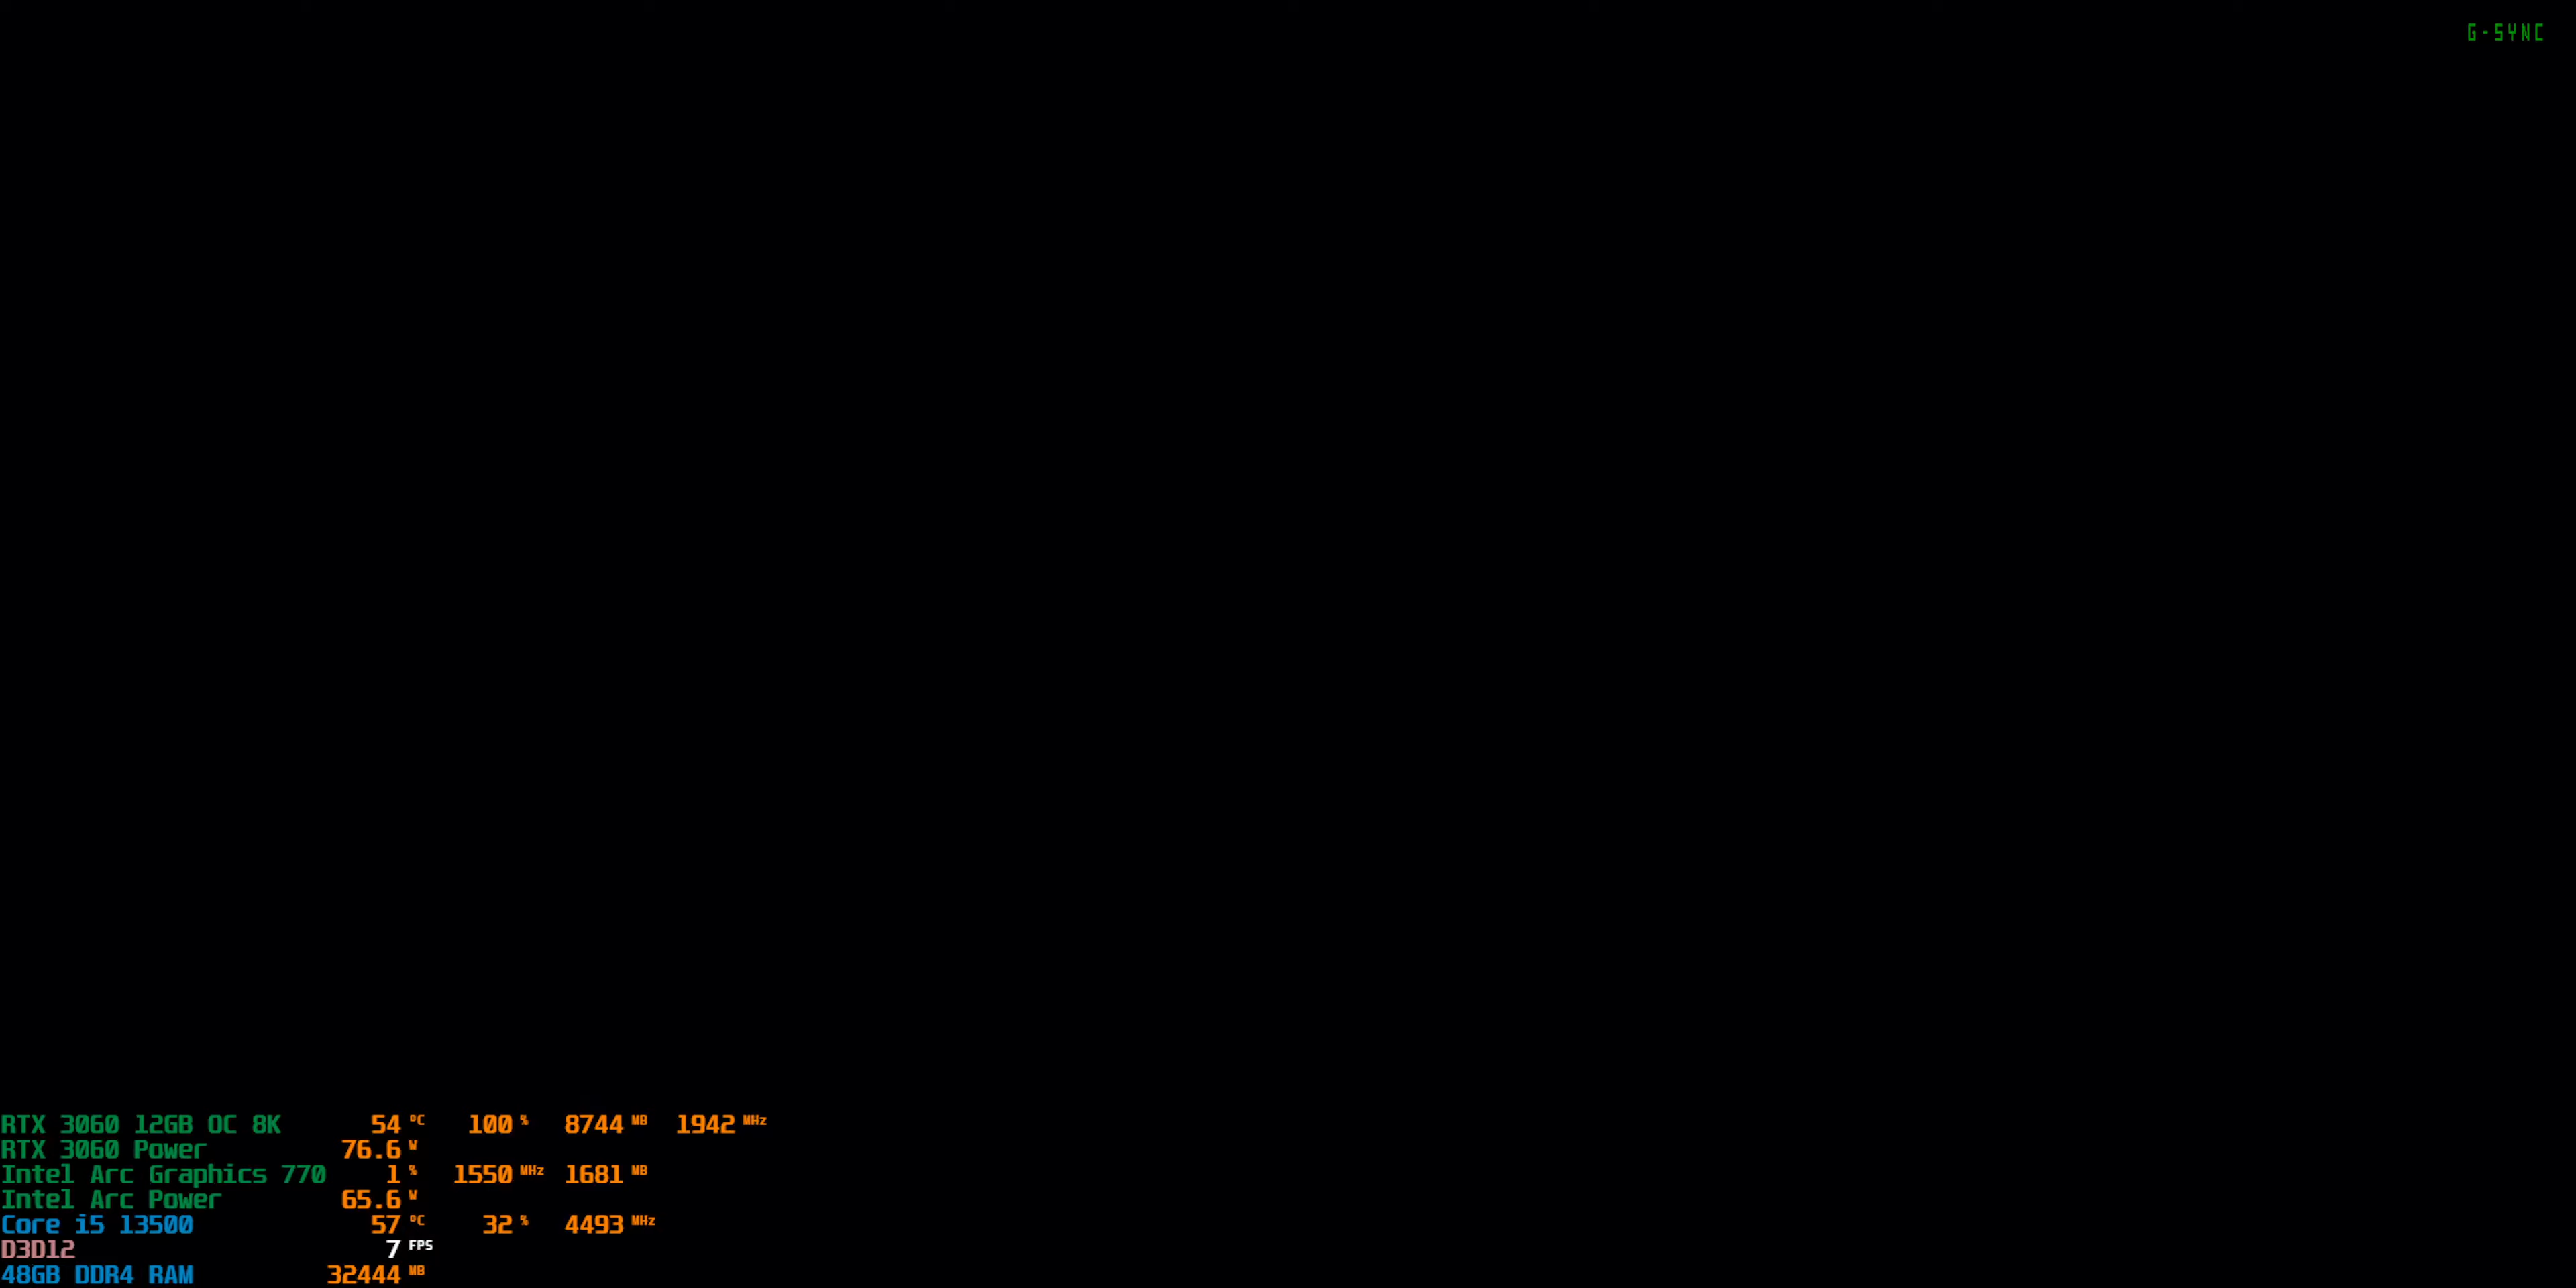 G-SYNC
RTX 3060 12GB OC 8K 54 °C 100 % 8744 MB 1942 MHz
RTX 3060 Power 76.6 W
Intel Arc Graphics 770 1 % 1550 MHz 1681 MB
Intel Arc Power 65.6 W
Core i5 13500 57 °C 32 % 4493 MHz
D3D12 7 FPS
48GB DDR4 RAM 32444 MB